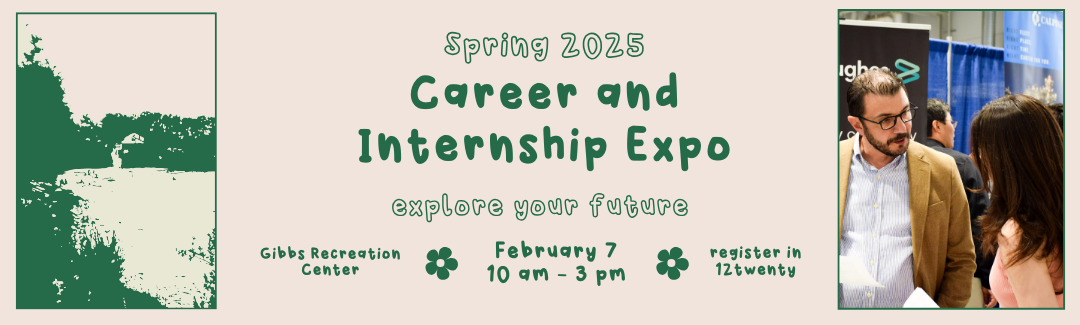 Spring 2025
Career and
Internship Expo
explore your future
Gibbs Recreation
Center
February 7
10 am - 3 pm
register in
12twenty